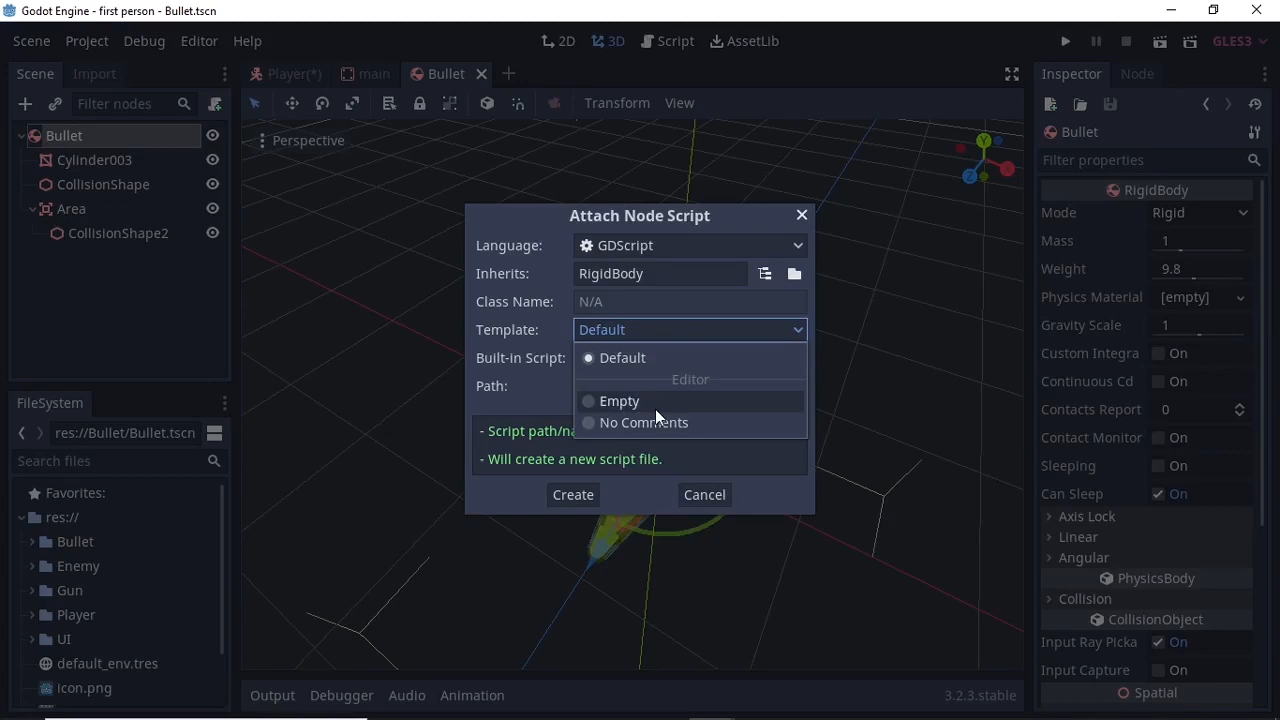 Godot Engine - first person - Bullet.tscn
Scene Project Debug Editor Help
2D 3D Script AssetLib
GLES3
Scene Import
Player(*) main Bullet
Inspector Node
Filter nodes
Transform View
Bullet
Cylinder003
CollisionShape
Area
CollisionShape2
Perspective
Y
X
Z
Bullet
Filter properties
RigidBody
Mode Rigid
Mass 1
Weight 9.8
Physics Material [empty]
Gravity Scale 1
Custom Integra On
Continuous Cd On
Contacts Report 0
Contact Monitor On
Sleeping On
Can Sleep On
Axis Lock
Linear
Angular
PhysicsBody
Collision
CollisionObject
Input Ray Picka On
Input Capture On
Spatial
Attach Node Script
Language: GDScript
Inherits: RigidBody
Class Name: N/A
Template: Default
Built-in Script:
Path:
Default
Editor
Empty
No Comments
- Script path/na
- Will create a new script file.
Create Cancel
FileSystem
res://Bullet/Bullet.tscn
Search files
Favorites:
res://
Bullet
Enemy
Gun
Player
UI
default_env.tres
icon.png
Output Debugger Audio Animation
3.2.3.stable